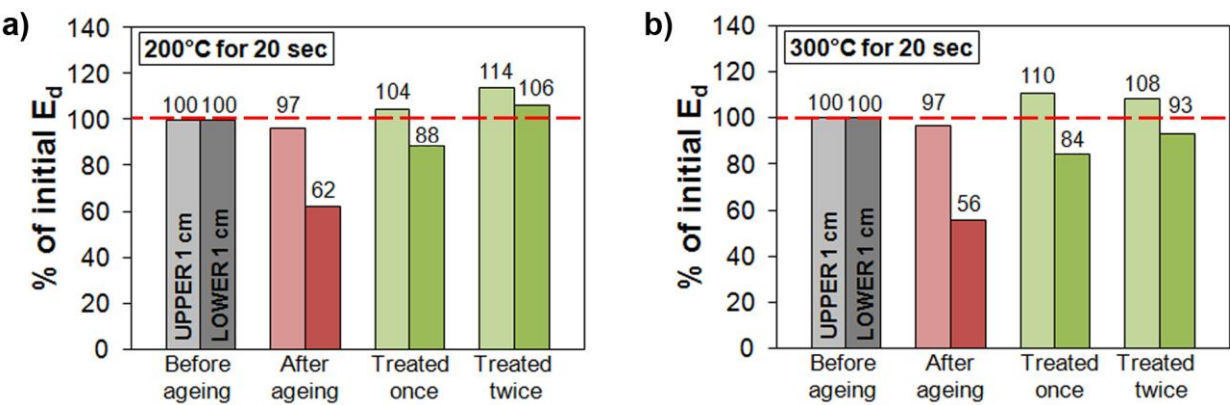 a)
200°C for 20 sec
% of initial E_d
140
120
100
80
60
40
20
0
100 100
97
62
104
88
114
106
UPPER 1 cm
LOWER 1 cm
Before ageing
After ageing
Treated once
Treated twice
b)
300°C for 20 sec
% of initial E_d
140
120
100
80
60
40
20
0
100 100
97
56
110
84
108
93
UPPER 1 cm
LOWER 1 cm
Before ageing
After ageing
Treated once
Treated twice